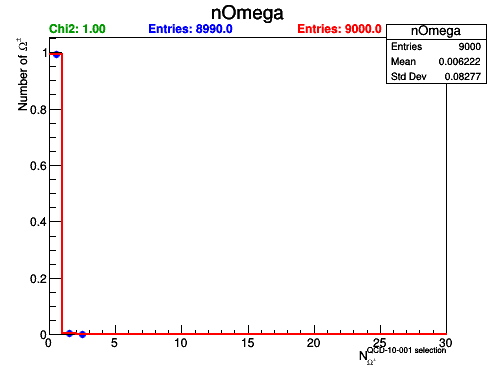 nOmega
Chi2: 1.00 Entries: 8990.0 Entries: 9000.0
nOmega
Entries 9000
Mean 0.006222
Std Dev 0.08277
Number of Ω±
1
0.8
0.6
0.4
0.2
0
0 5 10 15 20 25 30
N_Ω± QCD-10-001 selection